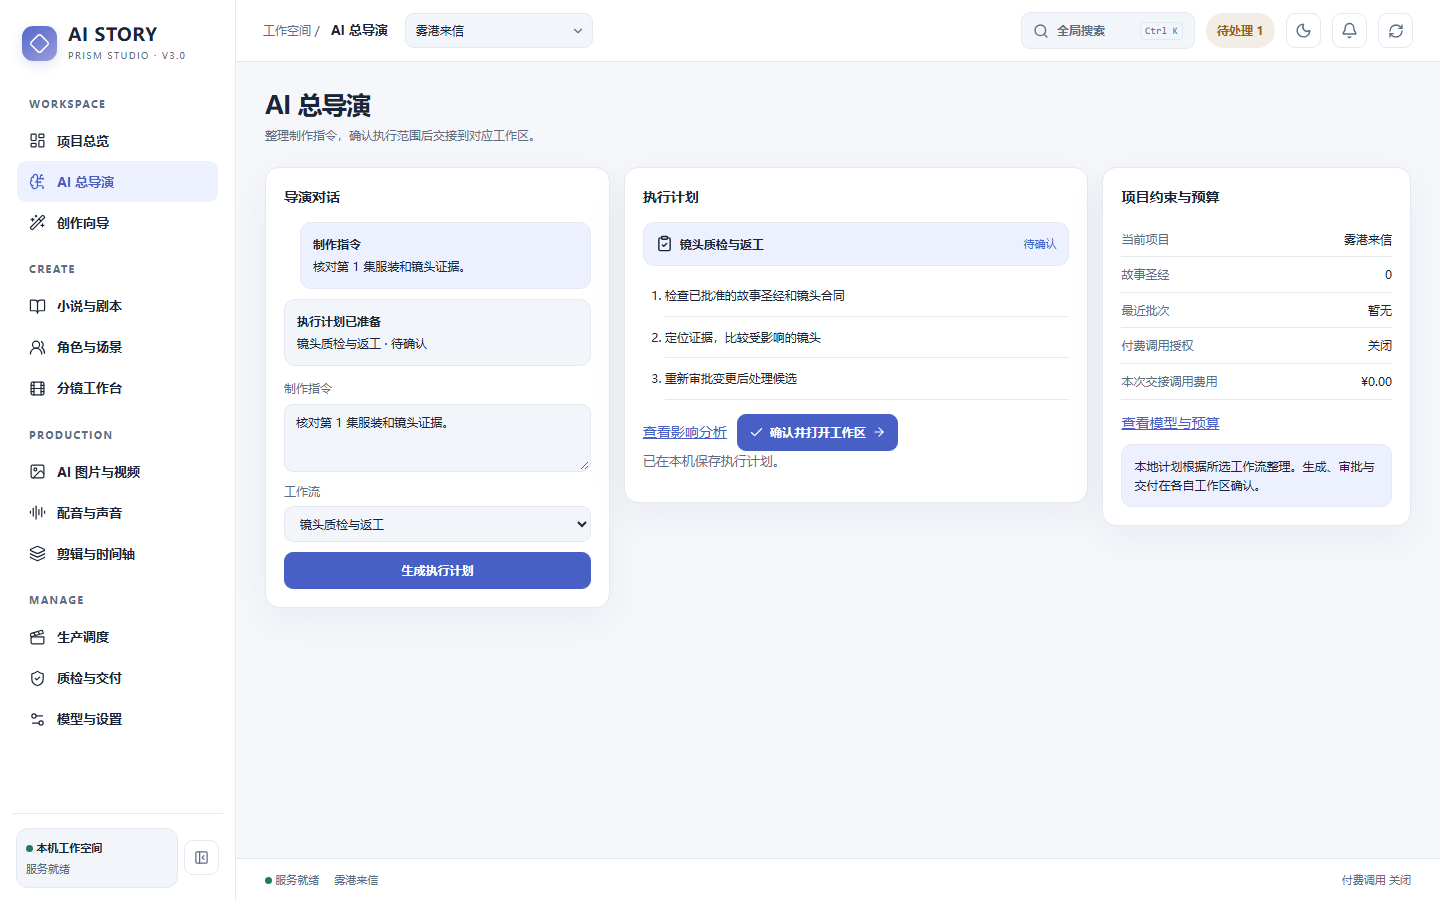 AI STORY
PRISM STUDIO · V3.0
WORKSPACE
项目总览
AI 总导演
创作向导
CREATE
小说与剧本
角色与场景
分镜工作台
PRODUCTION
AI 图片与视频
配音与声音
剪辑与时间轴
MANAGE
生产调度
质检与交付
模型与设置
本机工作空间
服务就绪
工作空间 / AI 总导演 雾港来信
全局搜索 Ctrl K
待处理 1
AI 总导演
整理制作指令，确认执行范围后交接到对应工作区。
导演对话
制作指令
核对第 1 集服装和镜头证据。
执行计划已准备
镜头质检与返工 · 待确认
制作指令
核对第 1 集服装和镜头证据。
工作流
镜头质检与返工
生成执行计划
执行计划
镜头质检与返工 待确认
1. 检查已批准的故事圣经和镜头合同
2. 定位证据，比较受影响的镜头
3. 重新审批变更后处理候选
查看影响分析 确认并打开工作区
已在本机保存执行计划。
项目约束与预算
当前项目 雾港来信
故事圣经 0
最近批次 暂无
付费调用授权 关闭
本次交接调用费用 ¥0.00
查看模型与预算
本地计划根据所选工作流整理。生成、审批与
交付在各自工作区确认。
服务就绪 雾港来信
付费调用 关闭